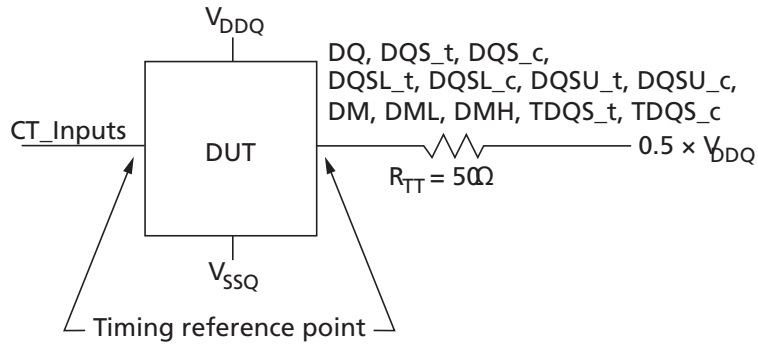 V_DDQ
DQ, DQS_t, DQS_c,
DQSL_t, DQSL_c, DQSU_t, DQSU_c,
DM, DML, DMH, TDQS_t, TDQS_c
CT_Inputs
DUT
0.5 × V_DDQ
R_TT = 50Ω
V_SSQ
Timing reference point